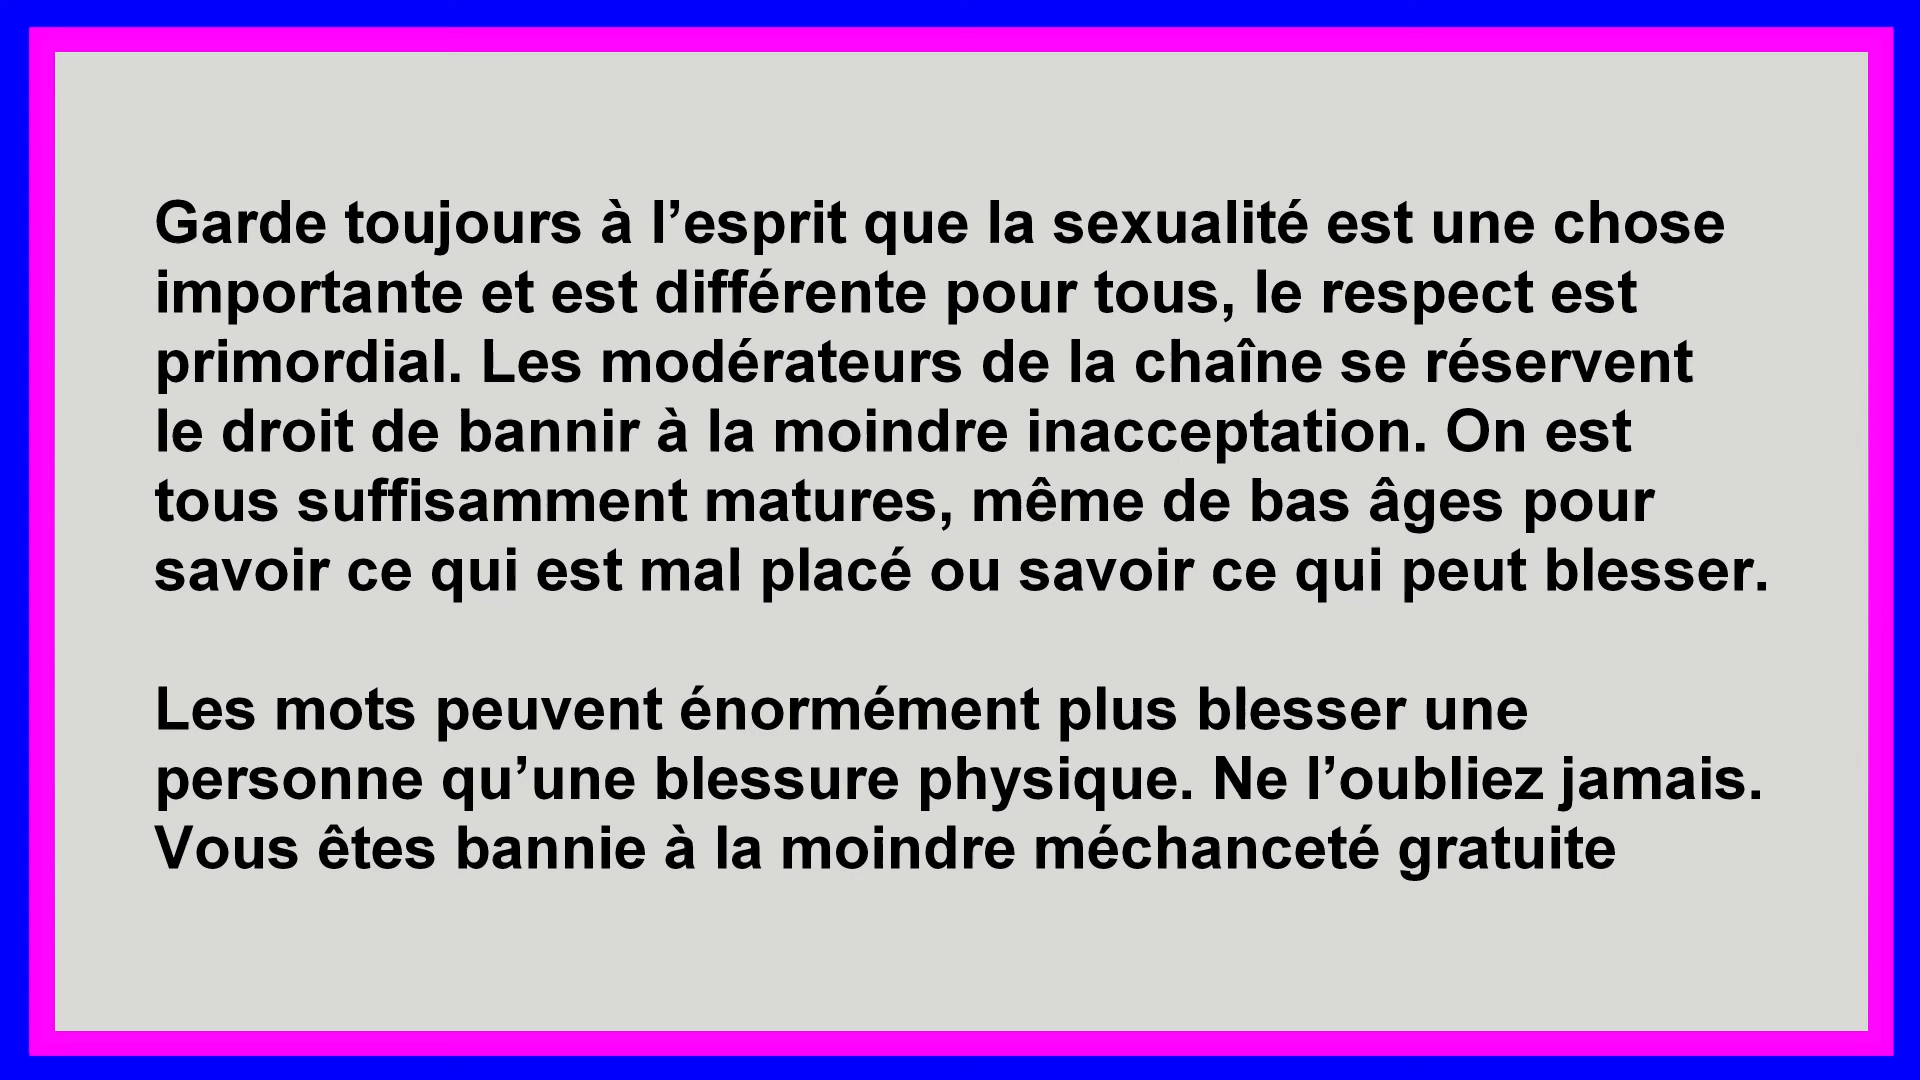 Garde toujours à l’esprit que la sexualité est une chose
importante et est différente pour tous, le respect est
primordial. Les modérateurs de la chaîne se réservent
le droit de bannir à la moindre inacceptation. On est
tous suffisamment matures, même de bas âges pour
savoir ce qui est mal placé ou savoir ce qui peut blesser.
Les mots peuvent énormément plus blesser une
personne qu’une blessure physique. Ne l’oubliez jamais.
Vous êtes bannie à la moindre méchanceté gratuite